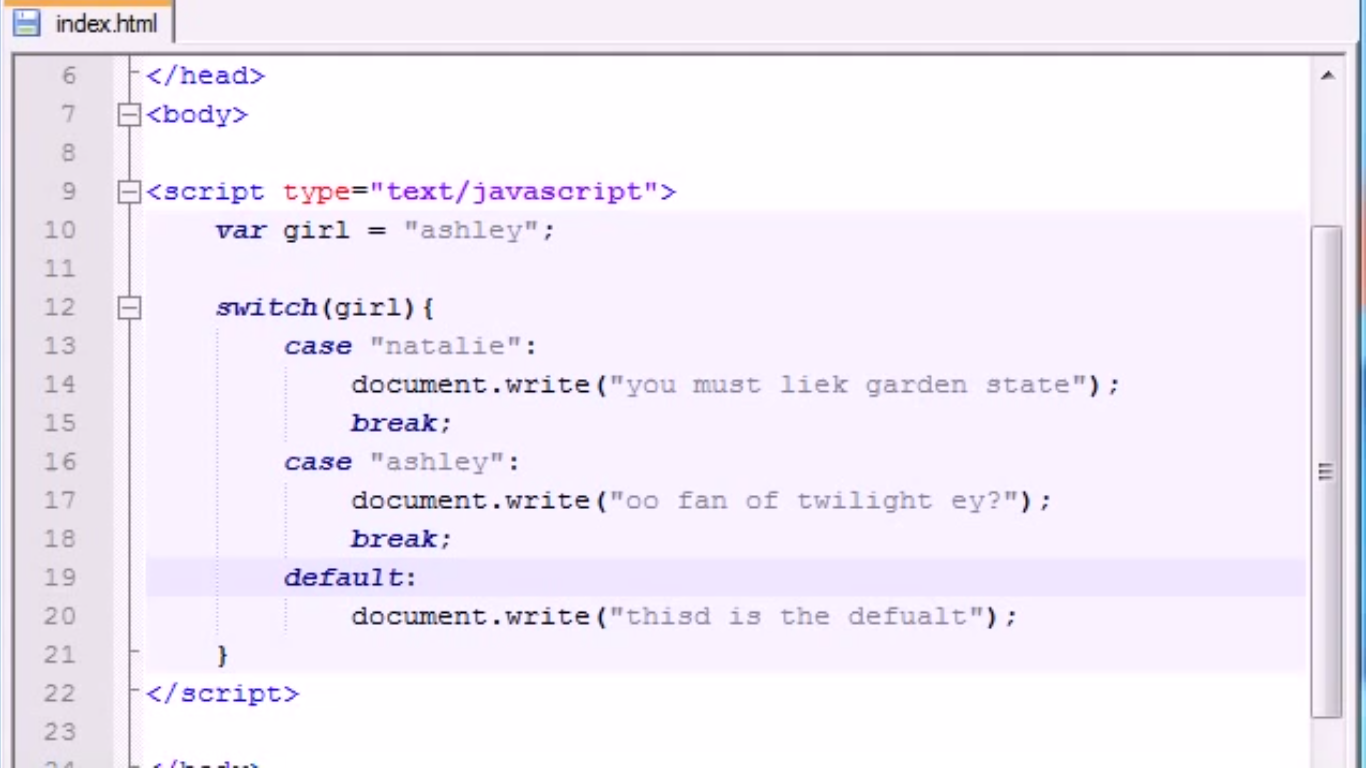 index.html
6 </head>
7 <body>
8
9 <script type="text/javascript">
10 var girl = "ashley";
11
12 switch(girl){
13 case "natalie":
14 document.write("you must liek garden state");
15 break;
16 case "ashley":
17 document.write("oo fan of twilight ey?");
18 break;
19 default:
20 document.write("thisd is the defualt");
21 }
22 </script>
23
24 </body>